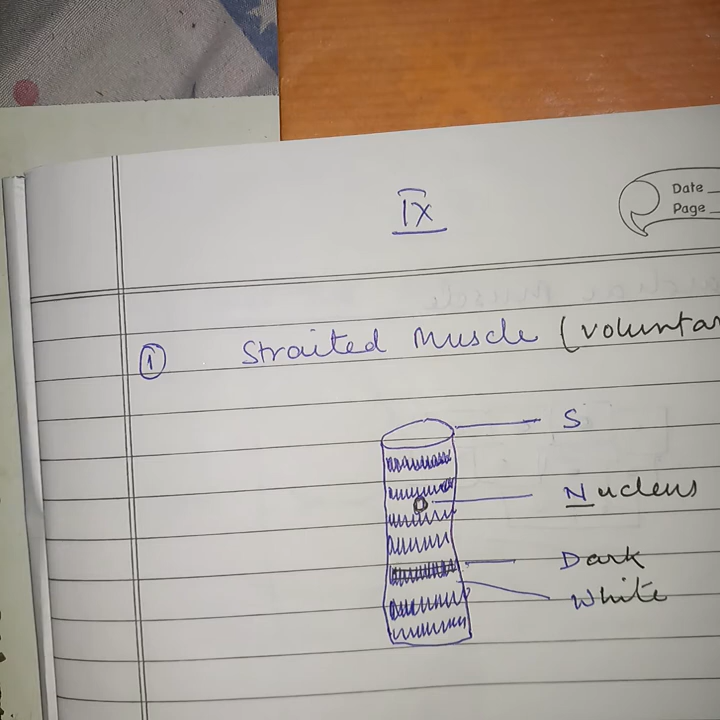 IX
Date
Page
① Straited Muscle (voluntar
S
Nucleus
Dark
White